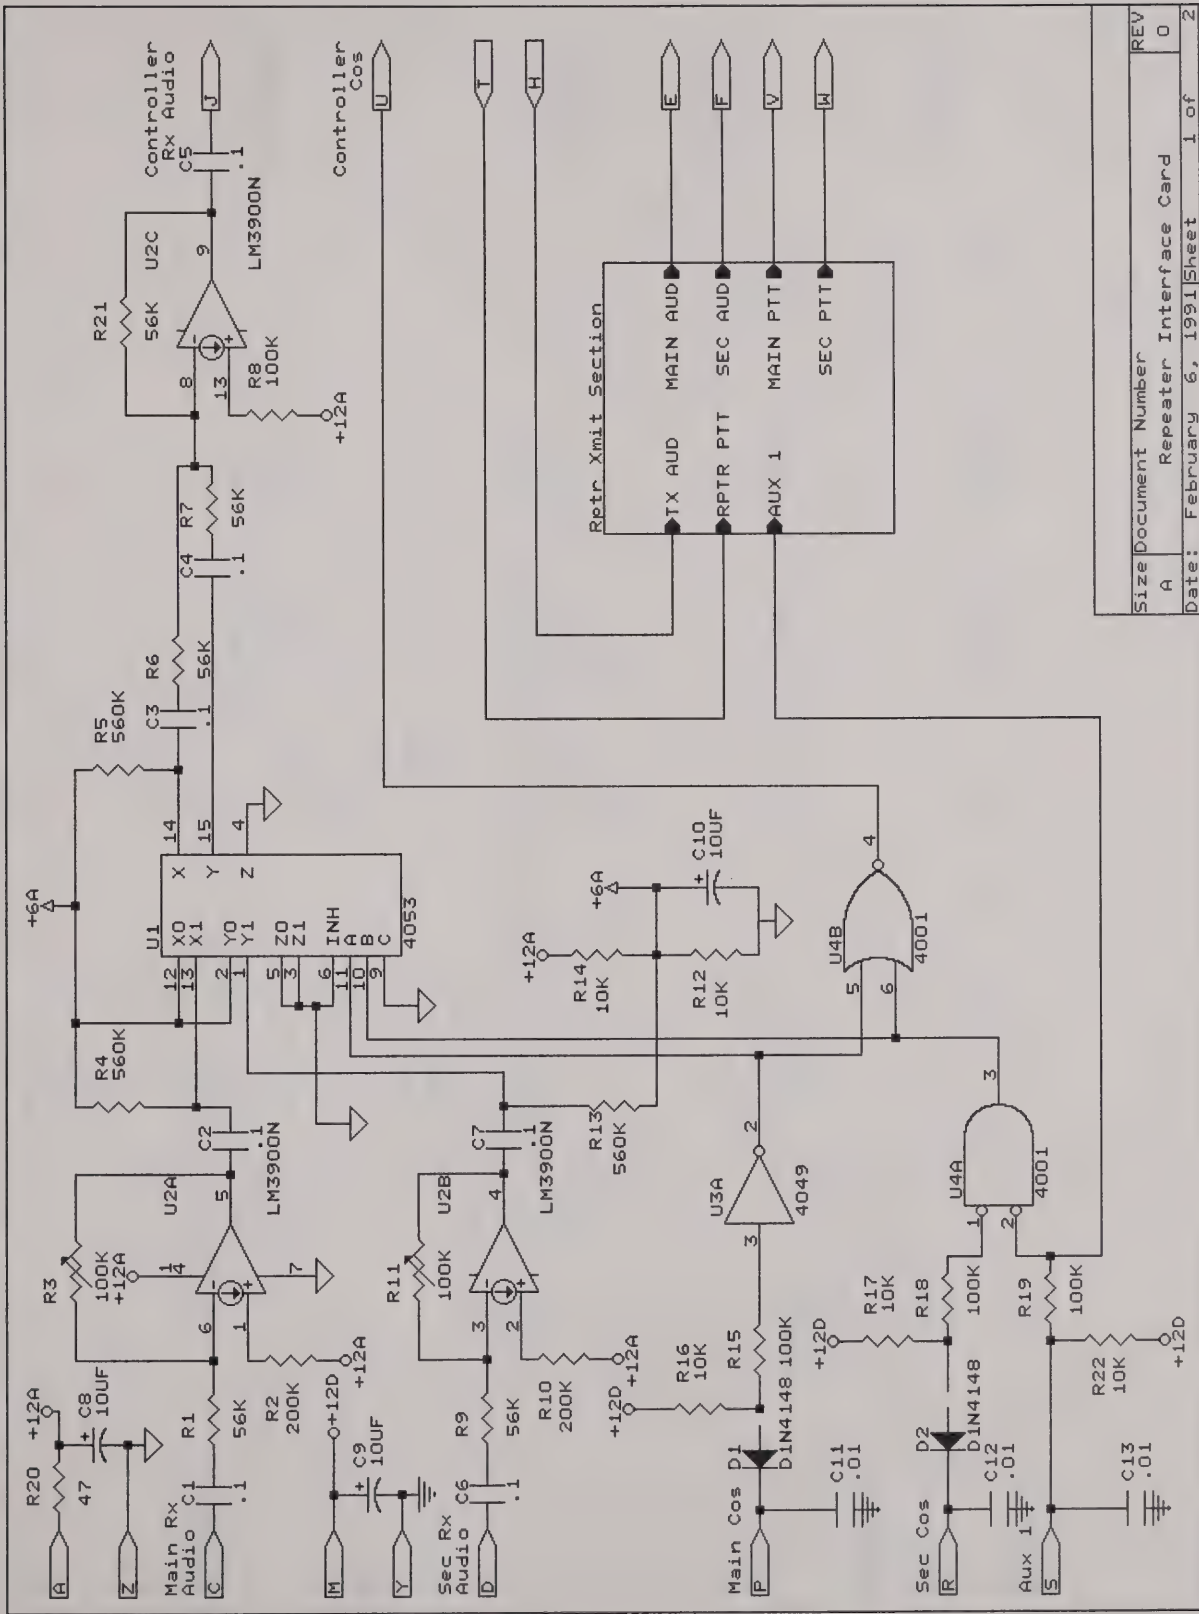 A
R20
47
+12A
C8
10UF
Z
Main Rx
Audio
C
C1
.1
R1
56K
R2
200K
+12A
R3
100K
+12A
6
1
1
4
5
7
U2A
LM3900N
C2
.1
R4
560K
+6A
M
+12D
C9
10UF
Y
Sec Rx
Audio
D
C6
.1
R9
56K
R10
200K
+12A
R11
100K
3
2
4
U2B
LM3900N
C7
.1
R13
560K
U1
12
13
2
1
5
3
6
11
10
9
X0
X1
Y0
Y1
Z0
Z1
INH
A
B
C
X
Y
Z
14
15
4
4053
R5
560K
C3
.1
R6
56K
C4
.1
R7
56K
R21
56K
U2C
8
13
9
LM3900N
R8
100K
+12A
C5
.1
Controller
Rx Audio
J
Controller
Cos
U
T
H
+12A
R14
10K
R12
10K
+6A
C10
10UF
Main Cos
P
D1
D1N4148
C11
.01
+12D
R16
10K
R15
100K
3
U3A
2
4049
U4B
5
6
4
4001
Sec Cos
R
D2
D1N4148
C12
.01
+12D
R17
10K
R18
100K
1
2
U4A
3
4001
Aux 1
S
C13
.01
R19
100K
R22
10K
+12D
Rptr Xmit Section
TX AUD MAIN AUD
RPTR PTT SEC AUD
AUX 1 MAIN PTT
SEC PTT
E
F
V
W
Size Document Number REV
A Repeater Interface Card 0
Date: February 6, 1991 Sheet 1 of 2